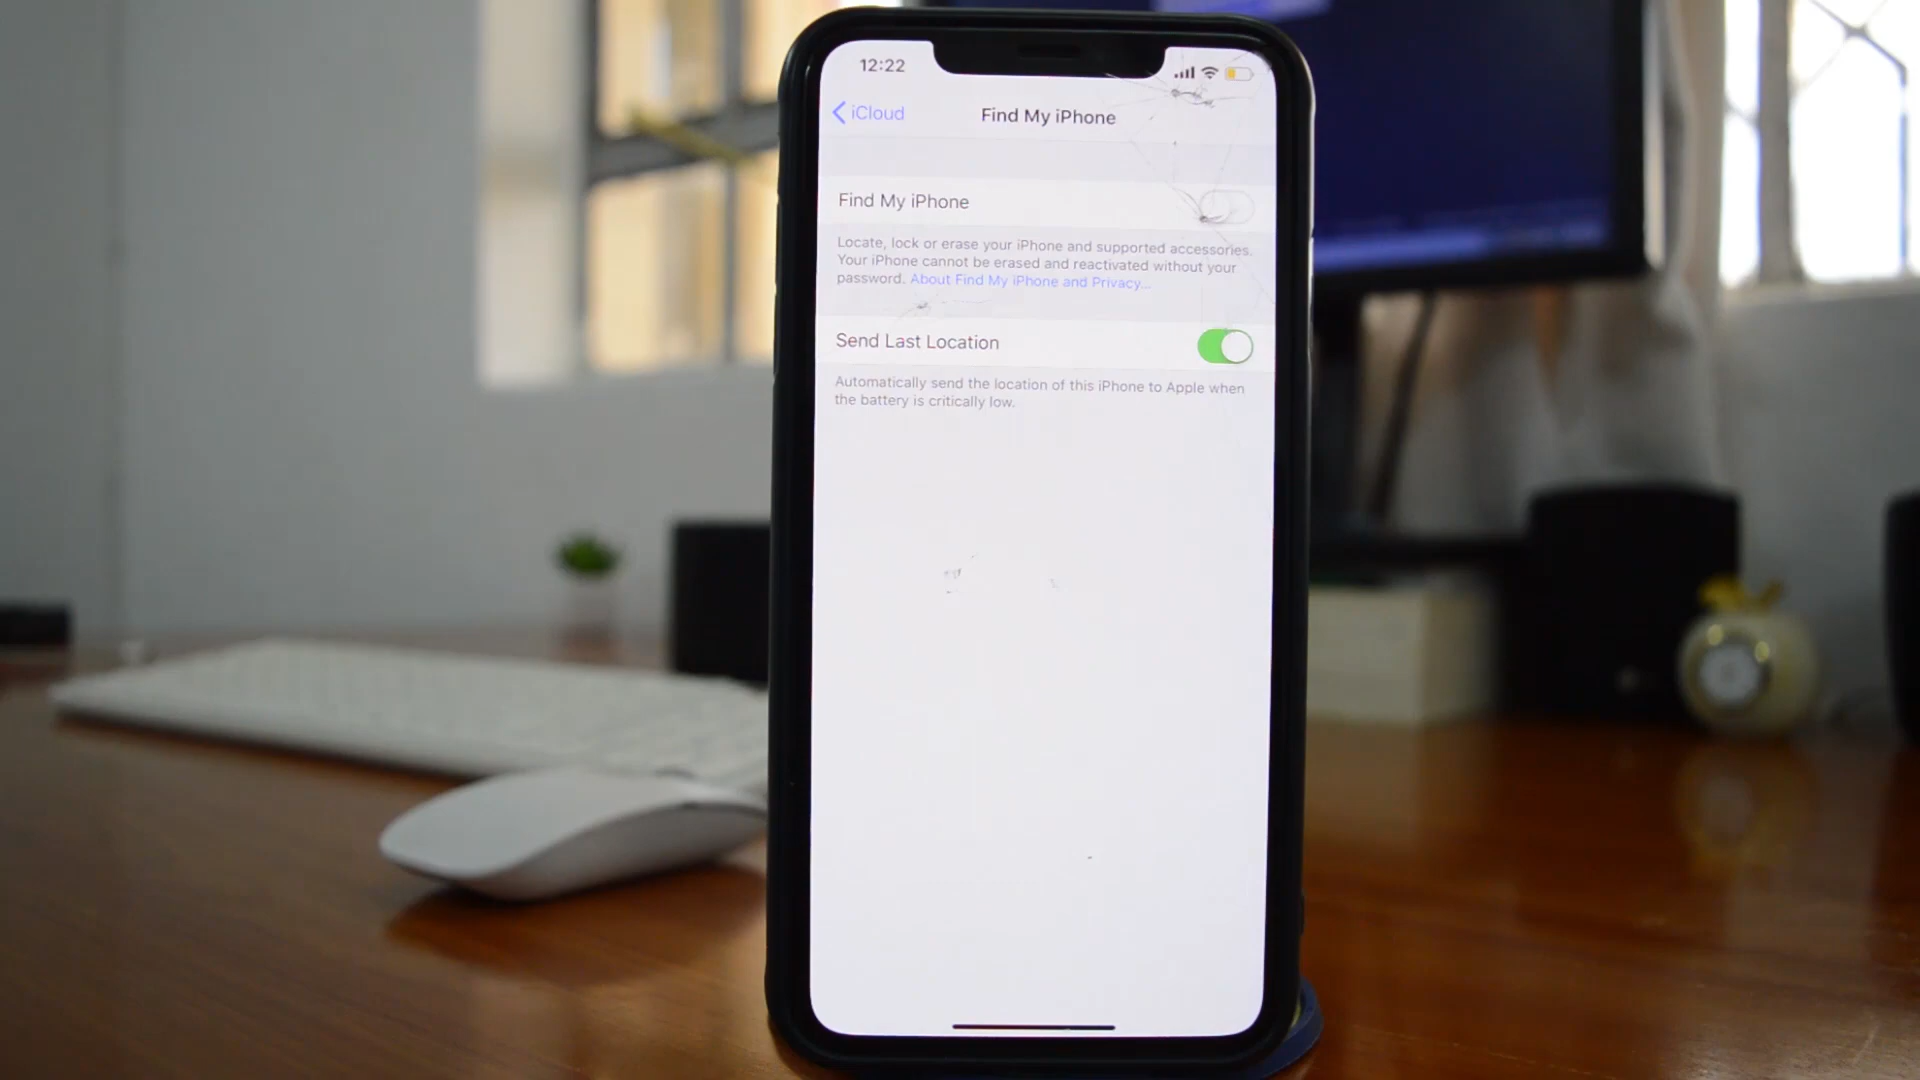 12:22
iCloud
Find My iPhone
Find My iPhone
Locate, lock or erase your iPhone and supported accessories.
Your iPhone cannot be erased and reactivated without your
password. About Find My iPhone and Privacy...
Send Last Location
Automatically send the location of this iPhone to Apple when
the battery is critically low.